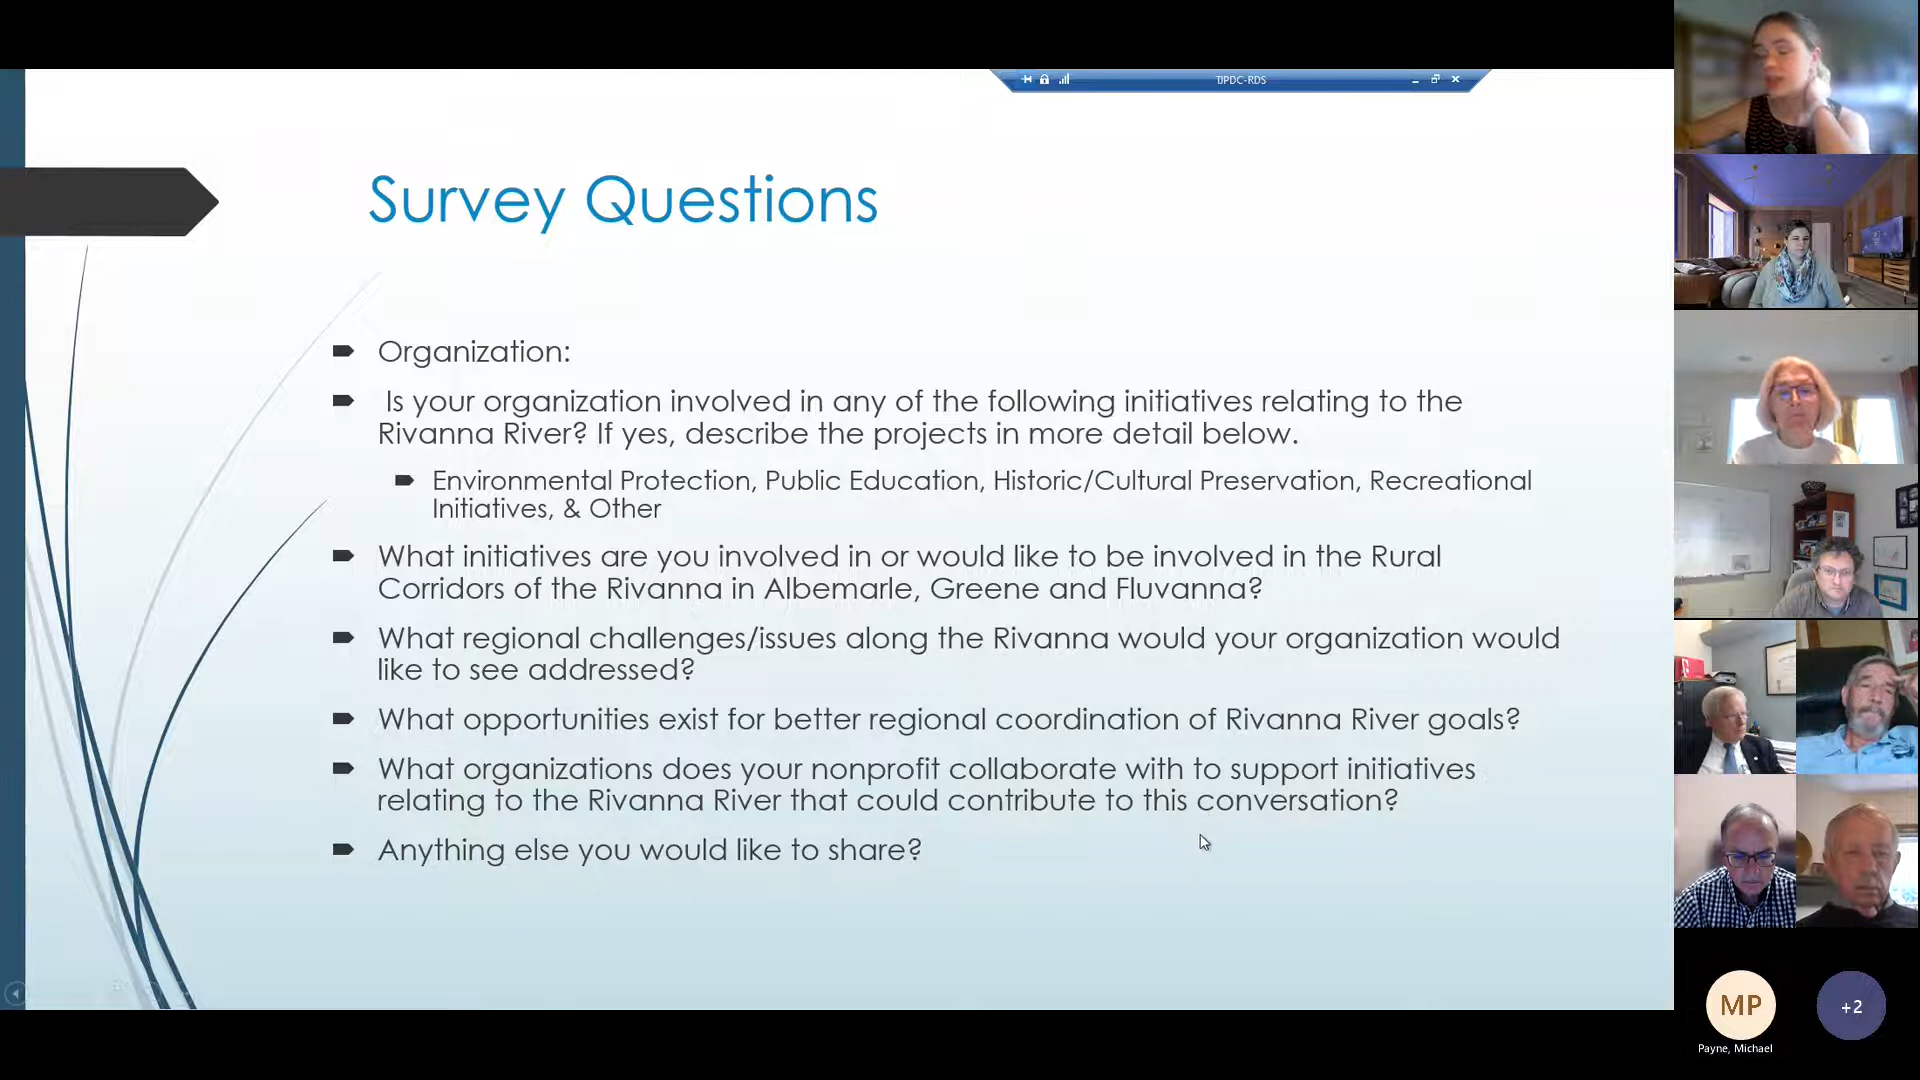 TJPDC-RDS
Survey Questions
Organization:
Is your organization involved in any of the following initiatives relating to the
Rivanna River? If yes, describe the projects in more detail below.
Environmental Protection, Public Education, Historic/Cultural Preservation, Recreational
Initiatives, & Other
What initiatives are you involved in or would like to be involved in the Rural
Corridors of the Rivanna in Albemarle, Greene and Fluvanna?
What regional challenges/issues along the Rivanna would your organization would
like to see addressed?
What opportunities exist for better regional coordination of Rivanna River goals?
What organizations does your nonprofit collaborate with to support initiatives
relating to the Rivanna River that could contribute to this conversation?
Anything else you would like to share?
MP
+2
Payne, Michael